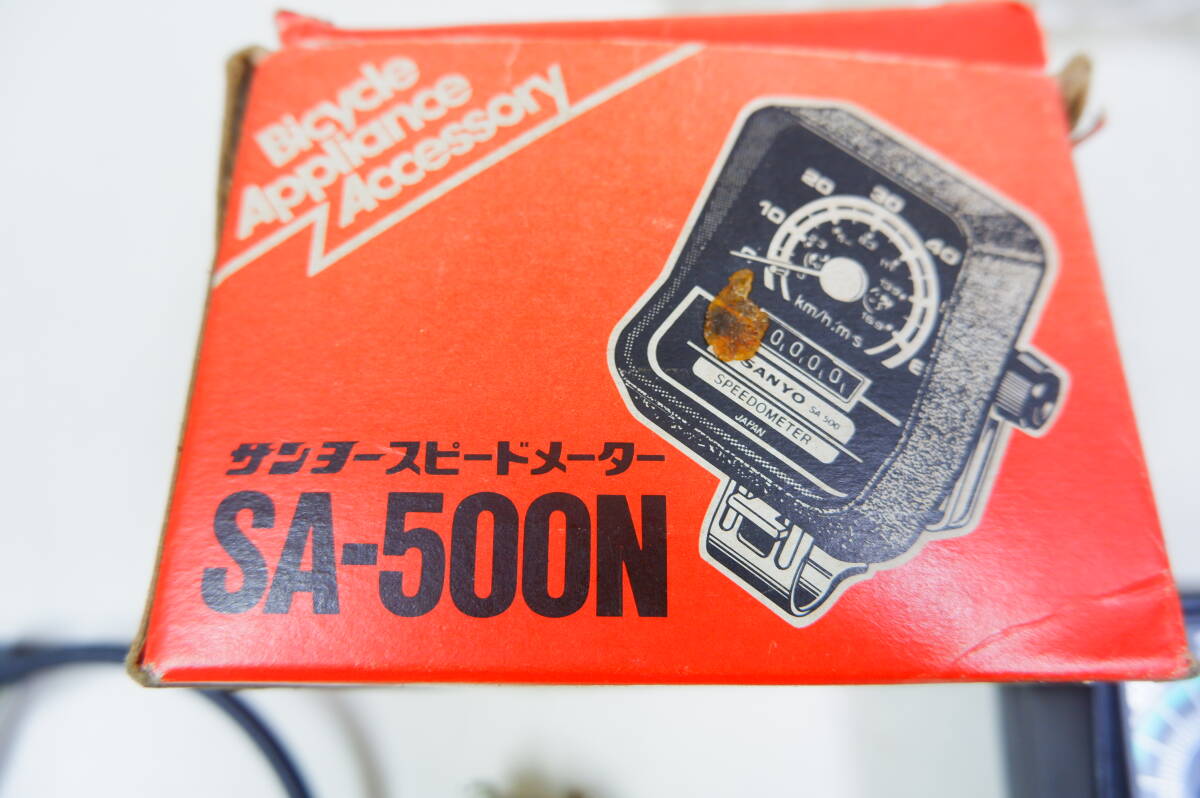 Bicycle
Appliance
Accessory
10 20 30 40
km/h.m/s
0,0,0,0,
SANYO SA 500
SPEEDOMETER
JAPAN
サンヨースピードメーター
SA-500N